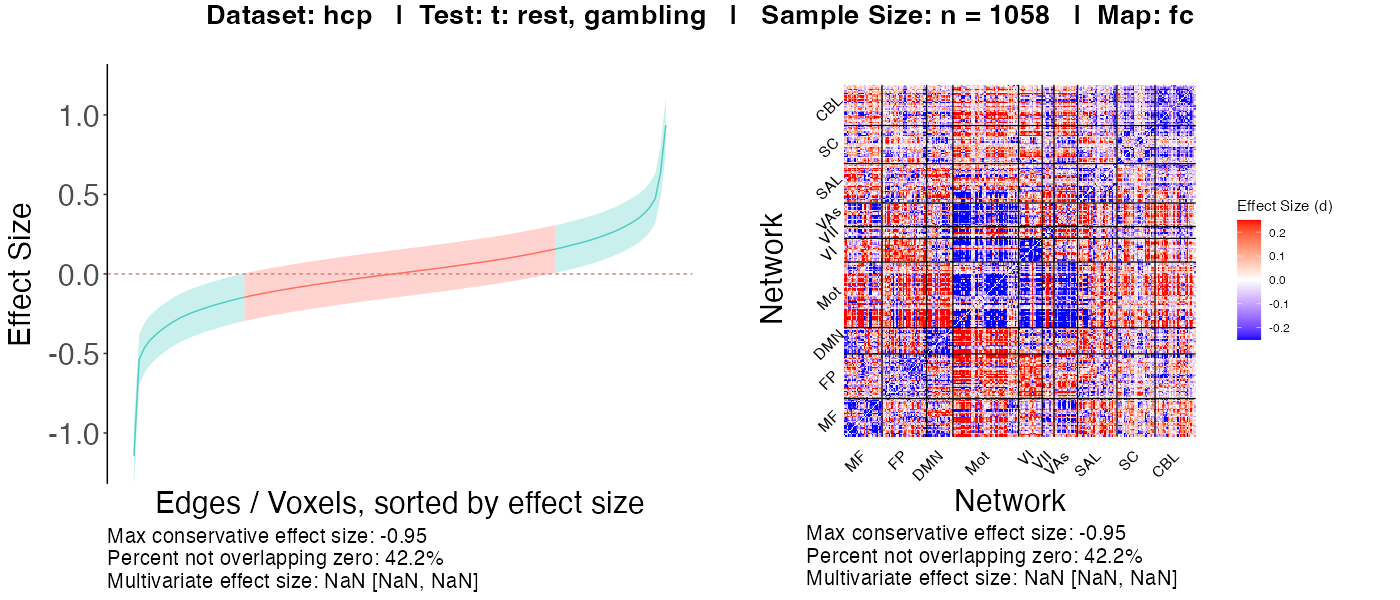 Dataset: hcp | Test: t: rest, gambling | Sample Size: n = 1058 | Map: fc
Effect Size
1.0
0.5
0.0
-0.5
-1.0
Edges / Voxels, sorted by effect size
Max conservative effect size: -0.95
Percent not overlapping zero: 42.2%
Multivariate effect size: NaN [NaN, NaN]
Network
CBL
SC
SAL
VAs
VII
VI
Mot
DMN
FP
MF
MF
FP
DMN
Mot
VI
VII
VAs
SAL
SC
CBL
Network
Effect Size (d)
0.2
0.1
0.0
-0.1
-0.2
Max conservative effect size: -0.95
Percent not overlapping zero: 42.2%
Multivariate effect size: NaN [NaN, NaN]